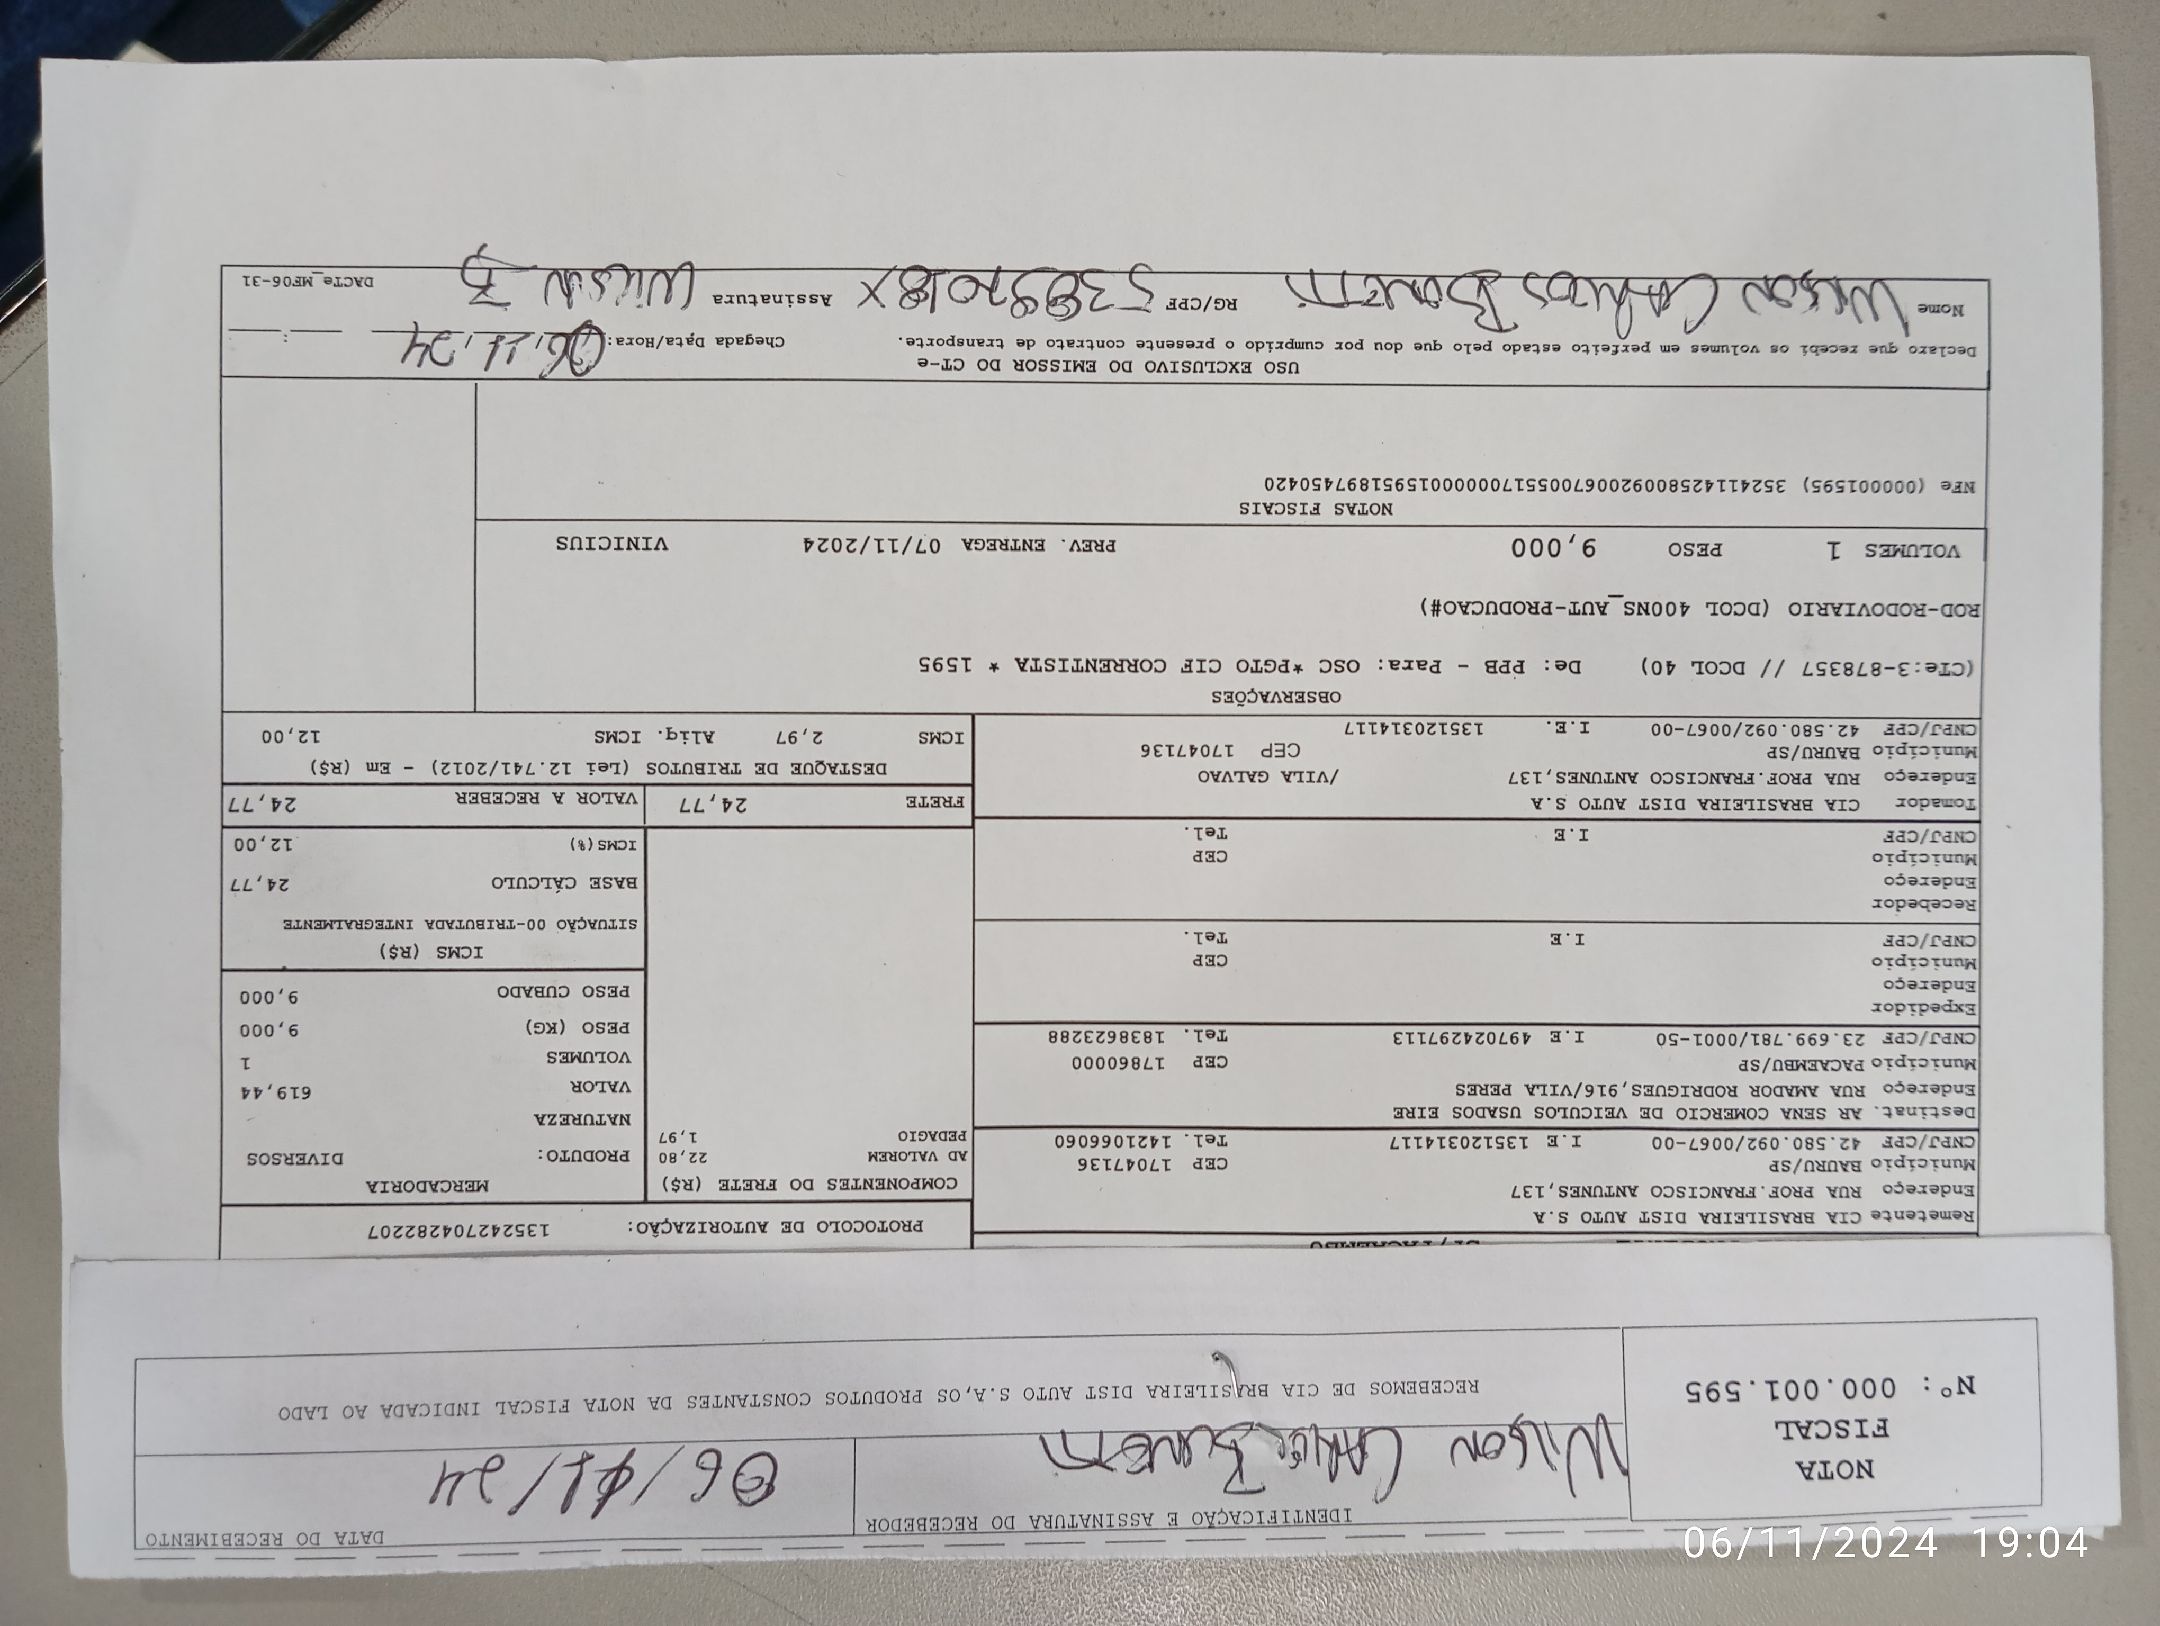 NOTA
FISCAL
Nº: 000.001.595
IDENTIFICAÇÃO E ASSINATURA DO RECEBEDOR
DATA DO RECEBIMENTO
Wilson
06/11/24
RECEBEMOS DE CIA BRASILEIRA DIST AUTO S.A,OS PRODUTOS CONSTANTES DA NOTA FISCAL INDICADA AO LADO
Remetente CIA BRASILEIRA DIST AUTO S.A
Endereço RUA PROF.FRANCISCO ANTUNES,137
Município BAURU/SP CEP 17047136
CNPJ/CPF 42.580.092/0067-00 I.E 135120314117 Tel. 1421066060
Destinat. AR SENA COMERCIO DE VEICULOS USADOS EIRE
Endereço RUA AMADOR RODRIGUES,916/VILA PERES
Município PACAEMBU/SP CEP 17860000
CNPJ/CPF 23.699.781/0001-50 I.E 497024297113 Tel. 1838623288
Expedidor
Endereço
Município CEP
CNPJ/CPF I.E Tel.
Recebedor
Endereço
Município CEP
CNPJ/CPF I.E Tel.
Tomador CIA BRASILEIRA DIST AUTO S.A
Endereço RUA PROF.FRANCISCO ANTUNES,137 /VILA GALVAO
Município BAURU/SP CEP 17047136
CNPJ/CPF 42.580.092/0067-00 I.E. 135120314117
PROTOCOLO DE AUTORIZAÇÃO: 135242704282207
COMPONENTES DO FRETE (R$)
AD VALOREM 22,80
PEDAGIO 1,97
MERCADORIA
PRODUTO: DIVERSOS
NATUREZA
VALOR 619,44
VOLUMES 1
PESO (KG) 9,000
PESO CUBADO 9,000
ICMS (R$)
SITUAÇÃO 00-TRIBUTADA INTEGRALMENTE
BASE CÁLCULO 24,77
ICMS(%) 12,00
FRETE 24,77 VALOR A RECEBER 24,77
DESTAQUE DE TRIBUTOS (Lei 12.741/2012) - Em (R$)
ICMS 2,97 Aliq. ICMS 12,00
OBSERVAÇÕES
(CTe:3-878357 // DCOL 40) De: PPB - Para: OSC *PGTO CIF CORRENTISTA * 1595
ROD-RODOVIARIO (DCOL 400NS_AUT-PRODUCAO#)
VOLUMES 1 PESO 9,000 PREV. ENTREGA 07/11/2024 VINICIUS
NOTAS FISCAIS
NFe (000001595) 35241142580092006700551700000015951897450420
USO EXCLUSIVO DO EMISSOR DO CT-e
Declaro que recebi os volumes em perfeito estado pelo que dou por cumprido o presente contrato de transporte. Chegada Data/Hora: 06,11,24 :
Nome Wilson Carlos RG/CPF Assinatura Wilson B
DACTe_MF06-31
06/11/2024 19:04